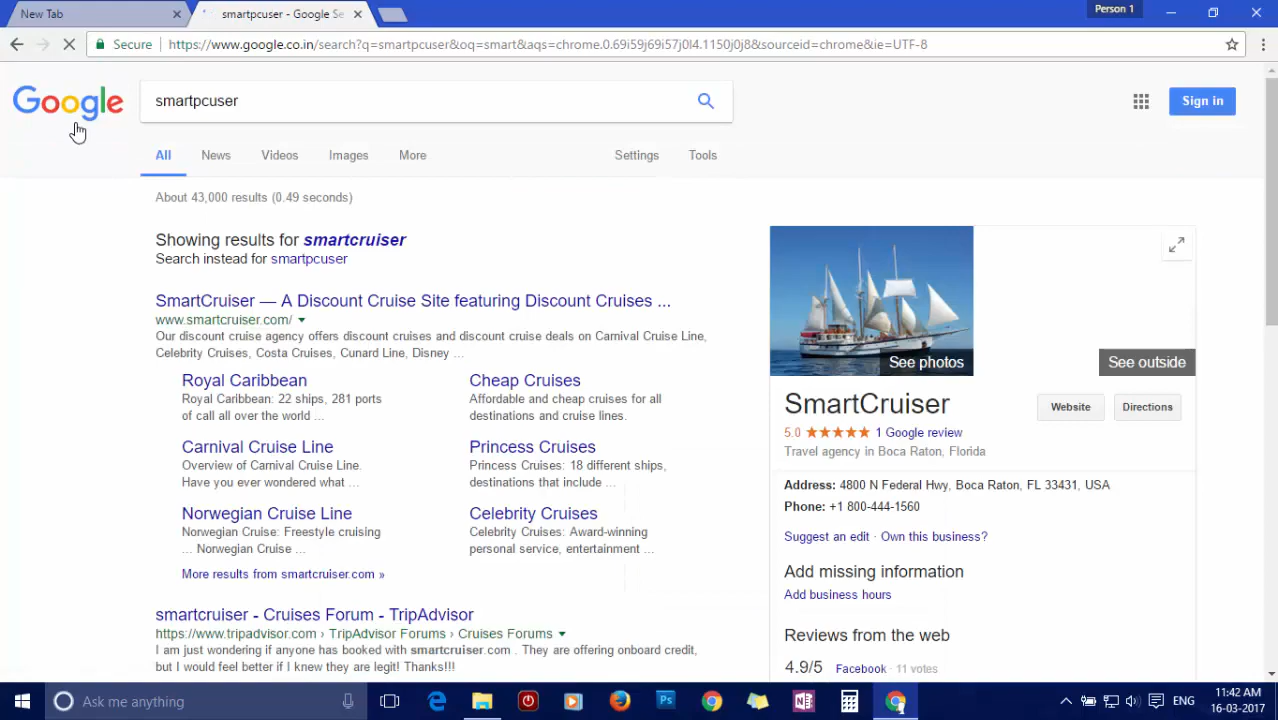 New Tab
smartpcuser - Google Se
Person 1
Secure
https://www.google.co.in/search?q=smartpcuser&oq=smart&aqs=chrome.0.69i59j69i57j0l4.1150j0j8&sourceid=chrome&ie=UTF-8
Google
smartpcuser
Sign in
All News Videos Images More Settings Tools
About 43,000 results (0.49 seconds)
Showing results for smartcruiser
Search instead for smartpcuser
SmartCruiser — A Discount Cruise Site featuring Discount Cruises ...
www.smartcruiser.com/
Our discount cruise agency offers discount cruises and discount cruise deals on Carnival Cruise Line,
Celebrity Cruises, Costa Cruises, Cunard Line, Disney ...
Royal Caribbean
Royal Caribbean: 22 ships, 281 ports
of call all over the world ...
Cheap Cruises
Affordable and cheap cruises for all
destinations and cruise lines.
Carnival Cruise Line
Overview of Carnival Cruise Line.
Have you ever wondered what ...
Princess Cruises
Princess Cruises: 18 different ships,
destinations that include ...
Norwegian Cruise Line
Norwegian Cruise: Freestyle cruising
... Norwegian Cruise ...
Celebrity Cruises
Celebrity Cruises: Award-winning
personal service, entertainment ...
More results from smartcruiser.com »
smartcruiser - Cruises Forum - TripAdvisor
https://www.tripadvisor.com › TripAdvisor Forums › Cruises Forums
I am just wondering if anyone has booked with smartcruiser.com . They are offering onboard credit,
but I would feel better if I knew they are legit! Thanks!!!
See photos
See outside
SmartCruiser
Website
Directions
5.0 ★★★★★ 1 Google review
Travel agency in Boca Raton, Florida
Address: 4800 N Federal Hwy, Boca Raton, FL 33431, USA
Phone: +1 800-444-1560
Suggest an edit · Own this business?
Add missing information
Add business hours
Reviews from the web
4.9/5 Facebook · 11 votes
Ask me anything
Ps
N
ENG
11:42 AM
16-03-2017